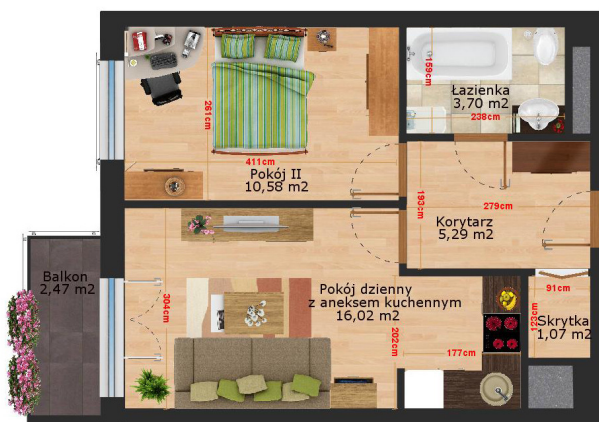 159cm
Łazienka
3,70 m2
238cm
261cm
411cm
Pokój II
10,58 m2
193cm
279cm
Korytarz
5,29 m2
Balkon
2,47 m2
304cm
Pokój dzienny
z aneksem kuchennym
16,02 m2
202cm
177cm
91cm
123cm
Skrytka
1,07 m2